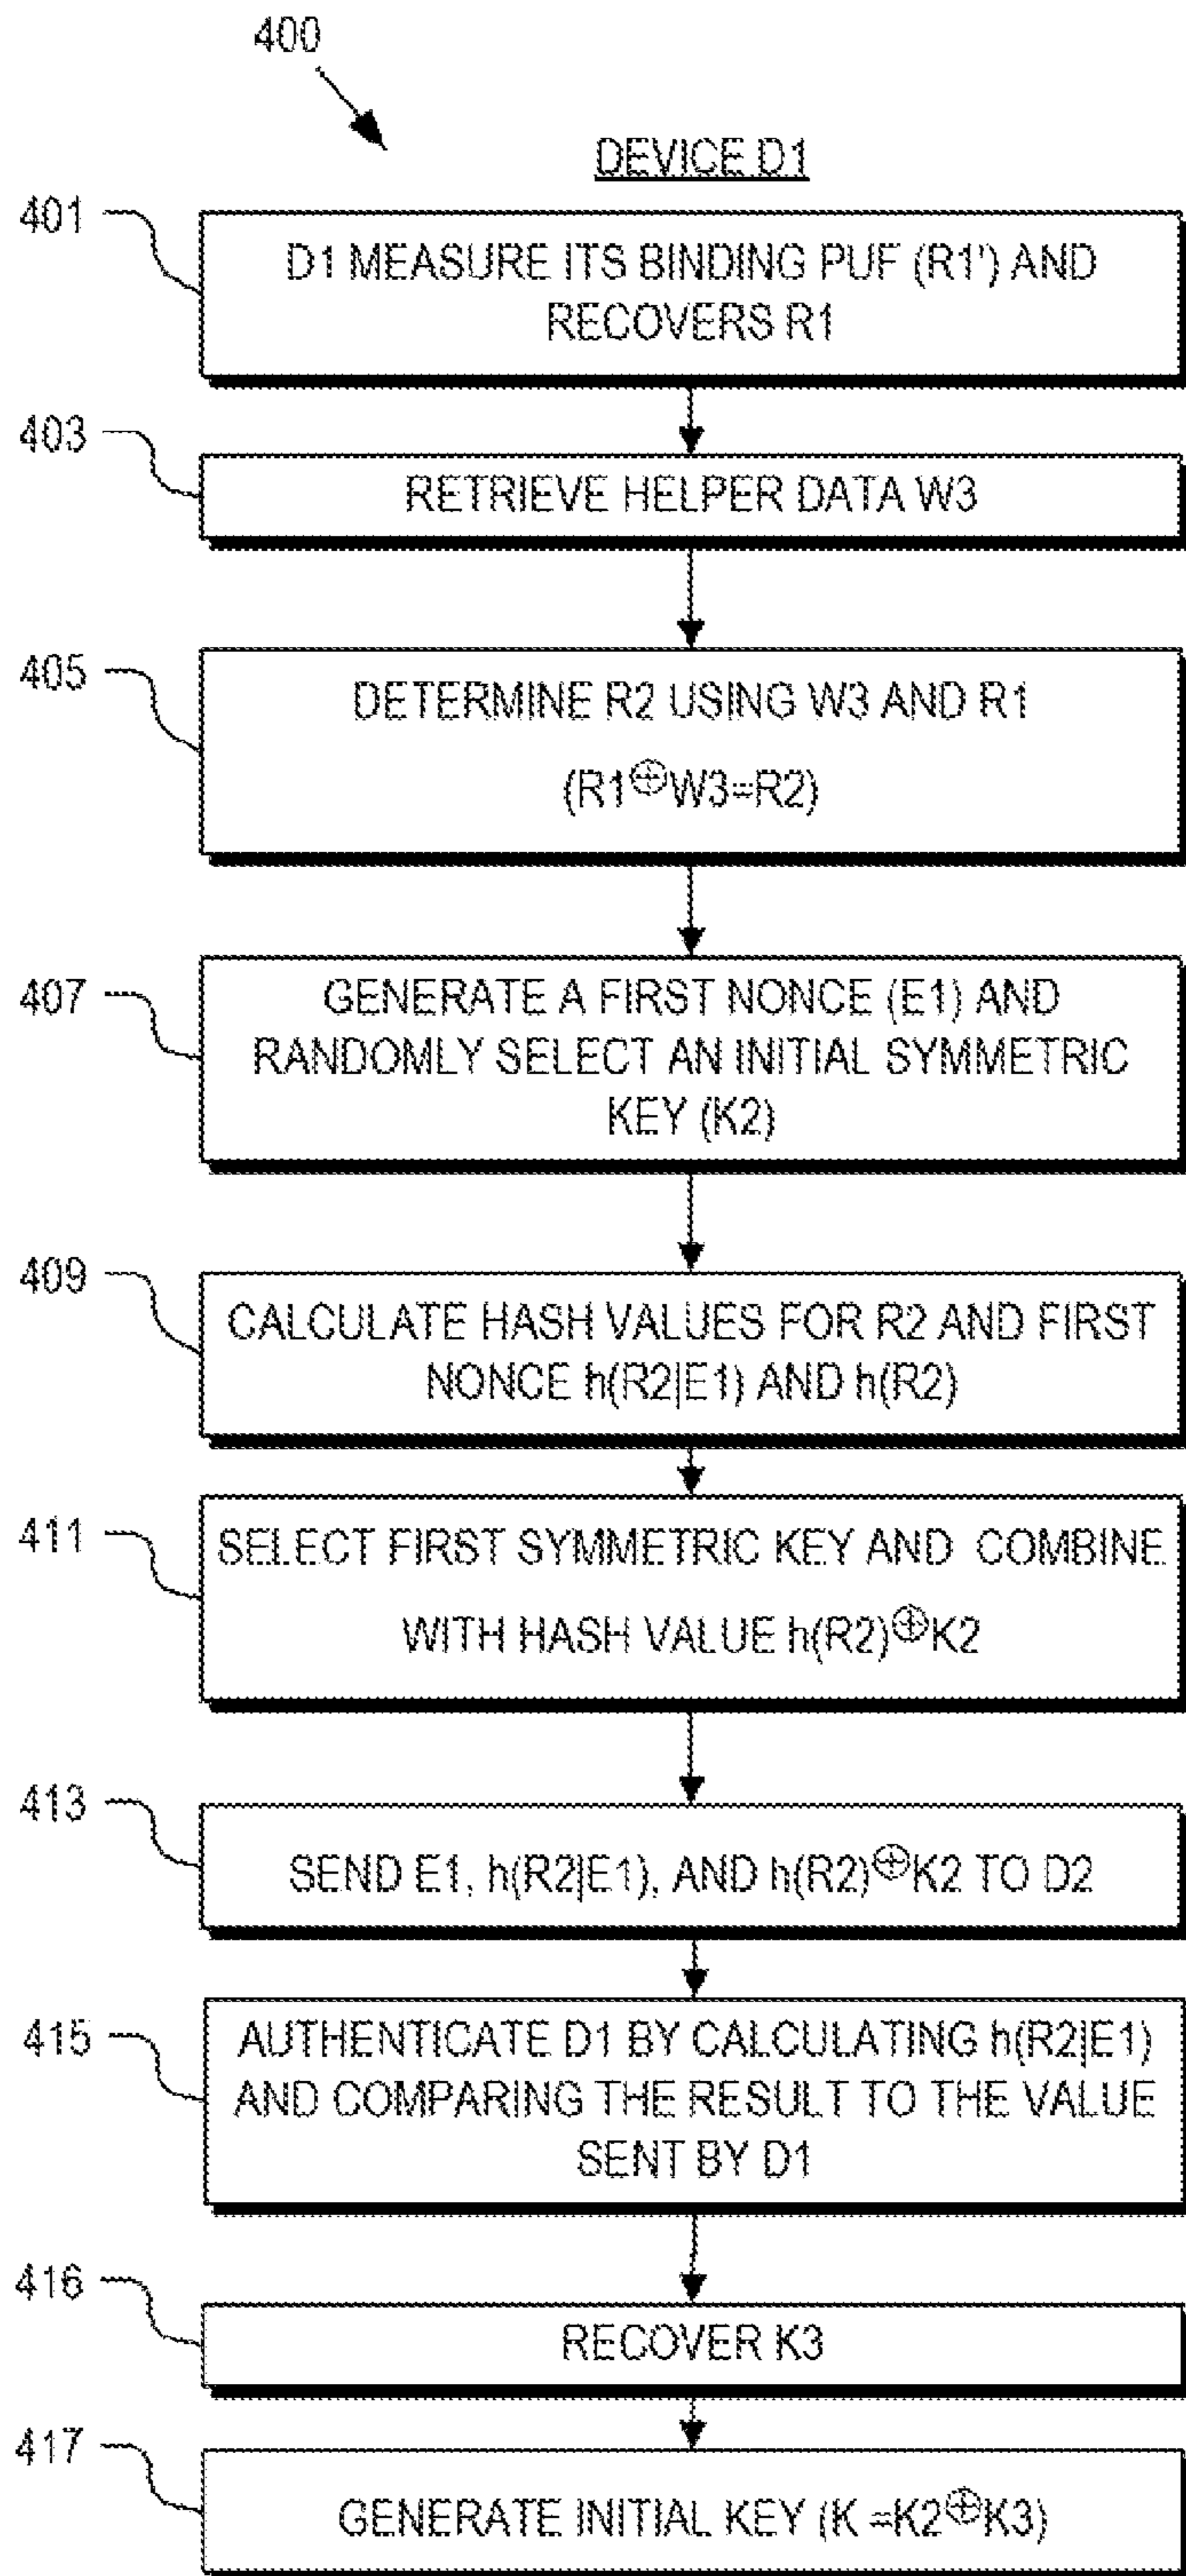 400
DEVICE D1
401
D1 MEASURE ITS BINDING PUF (R1') AND
RECOVERS R1
403
RETRIEVE HELPER DATA W3
405
DETERMINE R2 USING W3 AND R1
(R1⊕W3=R2)
407
GENERATE A FIRST NONCE (E1) AND
RANDOMLY SELECT AN INITIAL SYMMETRIC
KEY (K2)
409
CALCULATE HASH VALUES FOR R2 AND FIRST
NONCE h(R2|E1) AND h(R2)
411
SELECT FIRST SYMMETRIC KEY AND COMBINE
WITH HASH VALUE h(R2)⊕K2
413
SEND E1, h(R2|E1), AND h(R2)⊕K2 TO D2
415
AUTHENTICATE D1 BY CALCULATING h(R2|E1)
AND COMPARING THE RESULT TO THE VALUE
SENT BY D1
416
RECOVER K3
417
GENERATE INITIAL KEY (K =K2⊕K3)